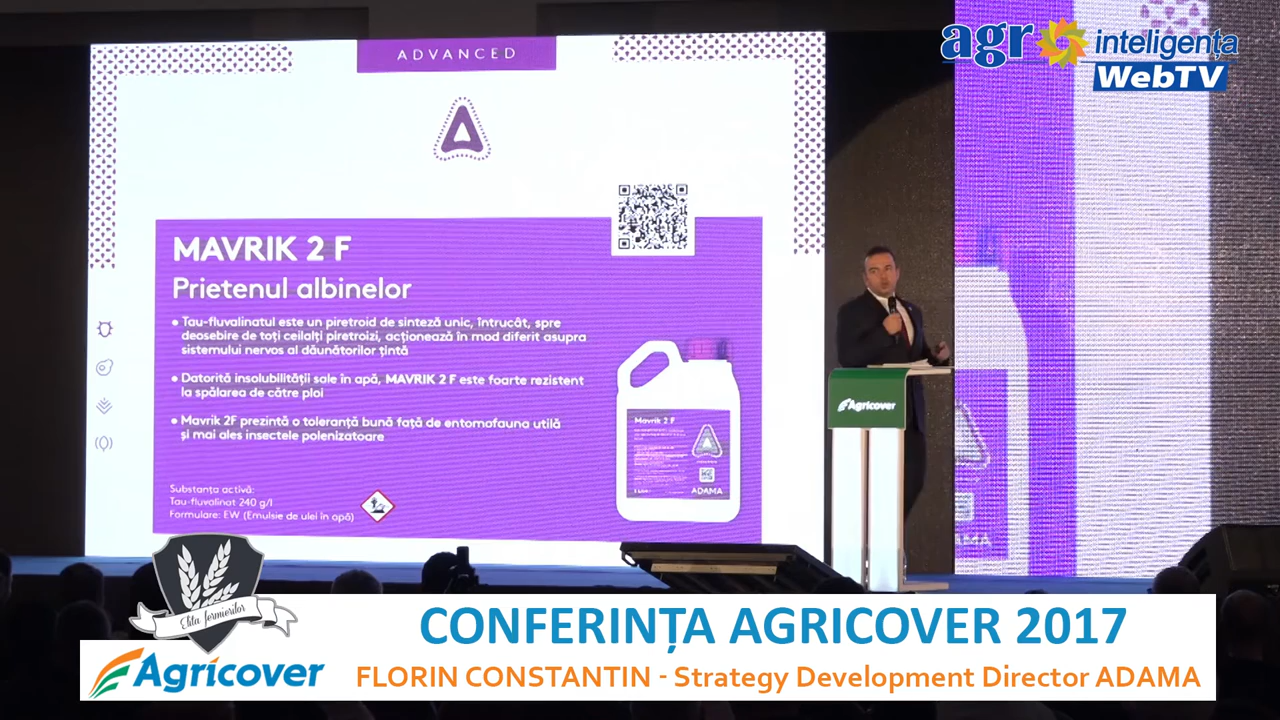 ADVANCED
agr inteligența
WebTV
MAVRIK 2 F
Prietenul albinelor
• Tau-fluvalinatul este un piretroid de sinteză unic, întrucât, spre
deosebire de toți ceilalți piretroizi, acționează în mod diferit asupra
sistemului nervos al dăunătorilor țintă
• Datorită insolubilității sale în apă, MAVRIK 2 F este foarte rezistent
la spălarea de către ploi
• Mavrik 2F prezintă o toleranță bună față de entomofauna utilă
și mai ales insectele polenizatoare
Substanța activă:
Tau-fluvalinat 240 g/l
Formulare: EW (Emulsie de ulei în apă)
Mavrik 2 F
ADAMA
Agricover
Elita fermierilor
CONFERINȚA AGRICOVER 2017
Agricover
FLORIN CONSTANTIN - Strategy Development Director ADAMA